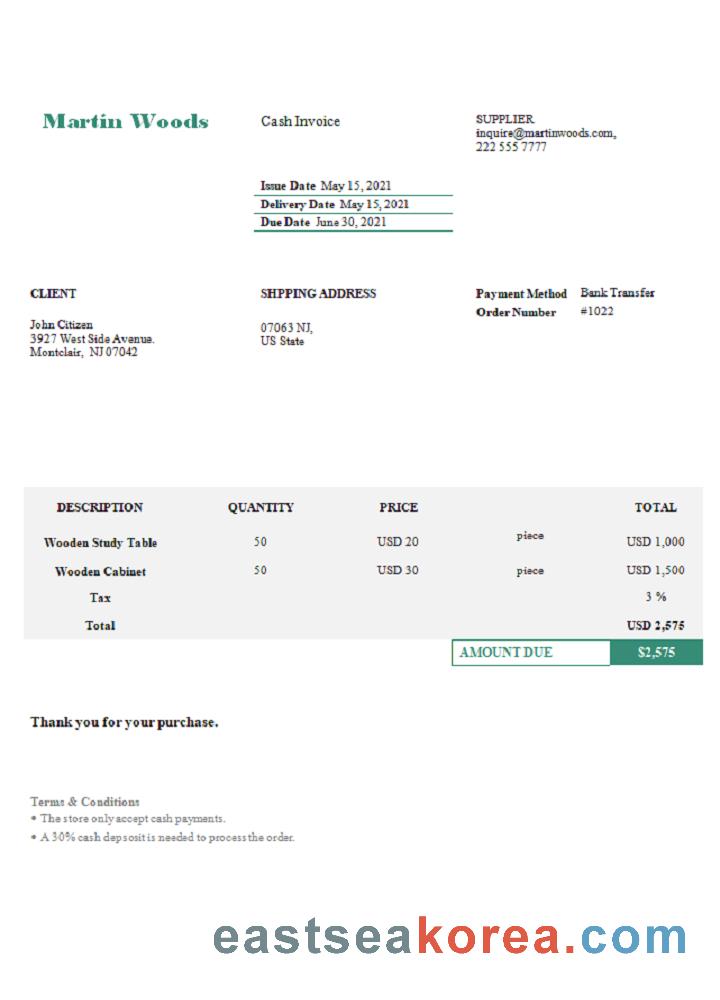 Martin Woods
Cash Invoice
SUPPLIER
inquire@martinwoods.com,
222 555 7777
Issue Date May 15, 2021
Delivery Date May 15, 2021
Due Date June 30, 2021
CLIENT
John Citizen
3927 West Side Avenue.
Montclair, NJ 07042
SHPPING ADDRESS
07063 NJ,
US State
Payment Method Bank Transfer
Order Number #1022
DESCRIPTION QUANTITY PRICE TOTAL
Wooden Study Table 50 USD 20 piece USD 1,000
Wooden Cabinet 50 USD 30 piece USD 1,500
Tax 3 %
Total USD 2,575
AMOUNT DUE $2,575
Thank you for your purchase.
Terms & Conditions
• The store only accept cash payments.
• A 30% cash depsosit is needed to process the order.
eastseakorea.com